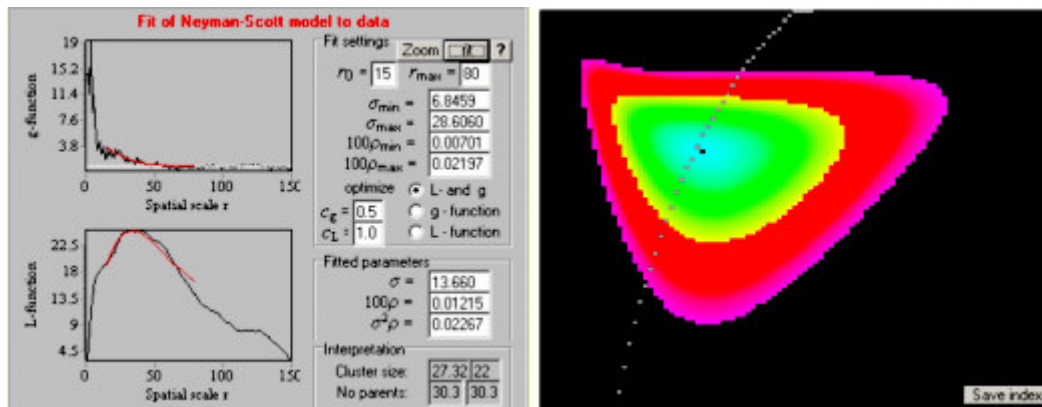 Fit of Neyman-Scott model to data
19
15.2
11.4
7.6
3.8
g-function
0 50 100 150
Spatial scale r
22.5
18
13.5
9
4.5
L-function
0 50 100 150
Spatial scale r
Fit settings
Zoom fit ?
r0 = 15 rmax = 80
σmin = 6.8459
σmax = 28.6060
100ρmin = 0.00701
100ρmax = 0.02197
optimize L- and g
cg = 0.5 g - function
cL = 1.0 L - function
Fitted parameters
σ = 13.660
100ρ = 0.01215
σ²ρ = 0.02267
Interpretation
Cluster size: 27.32 22
No parents: 30.3 30.3
Save index